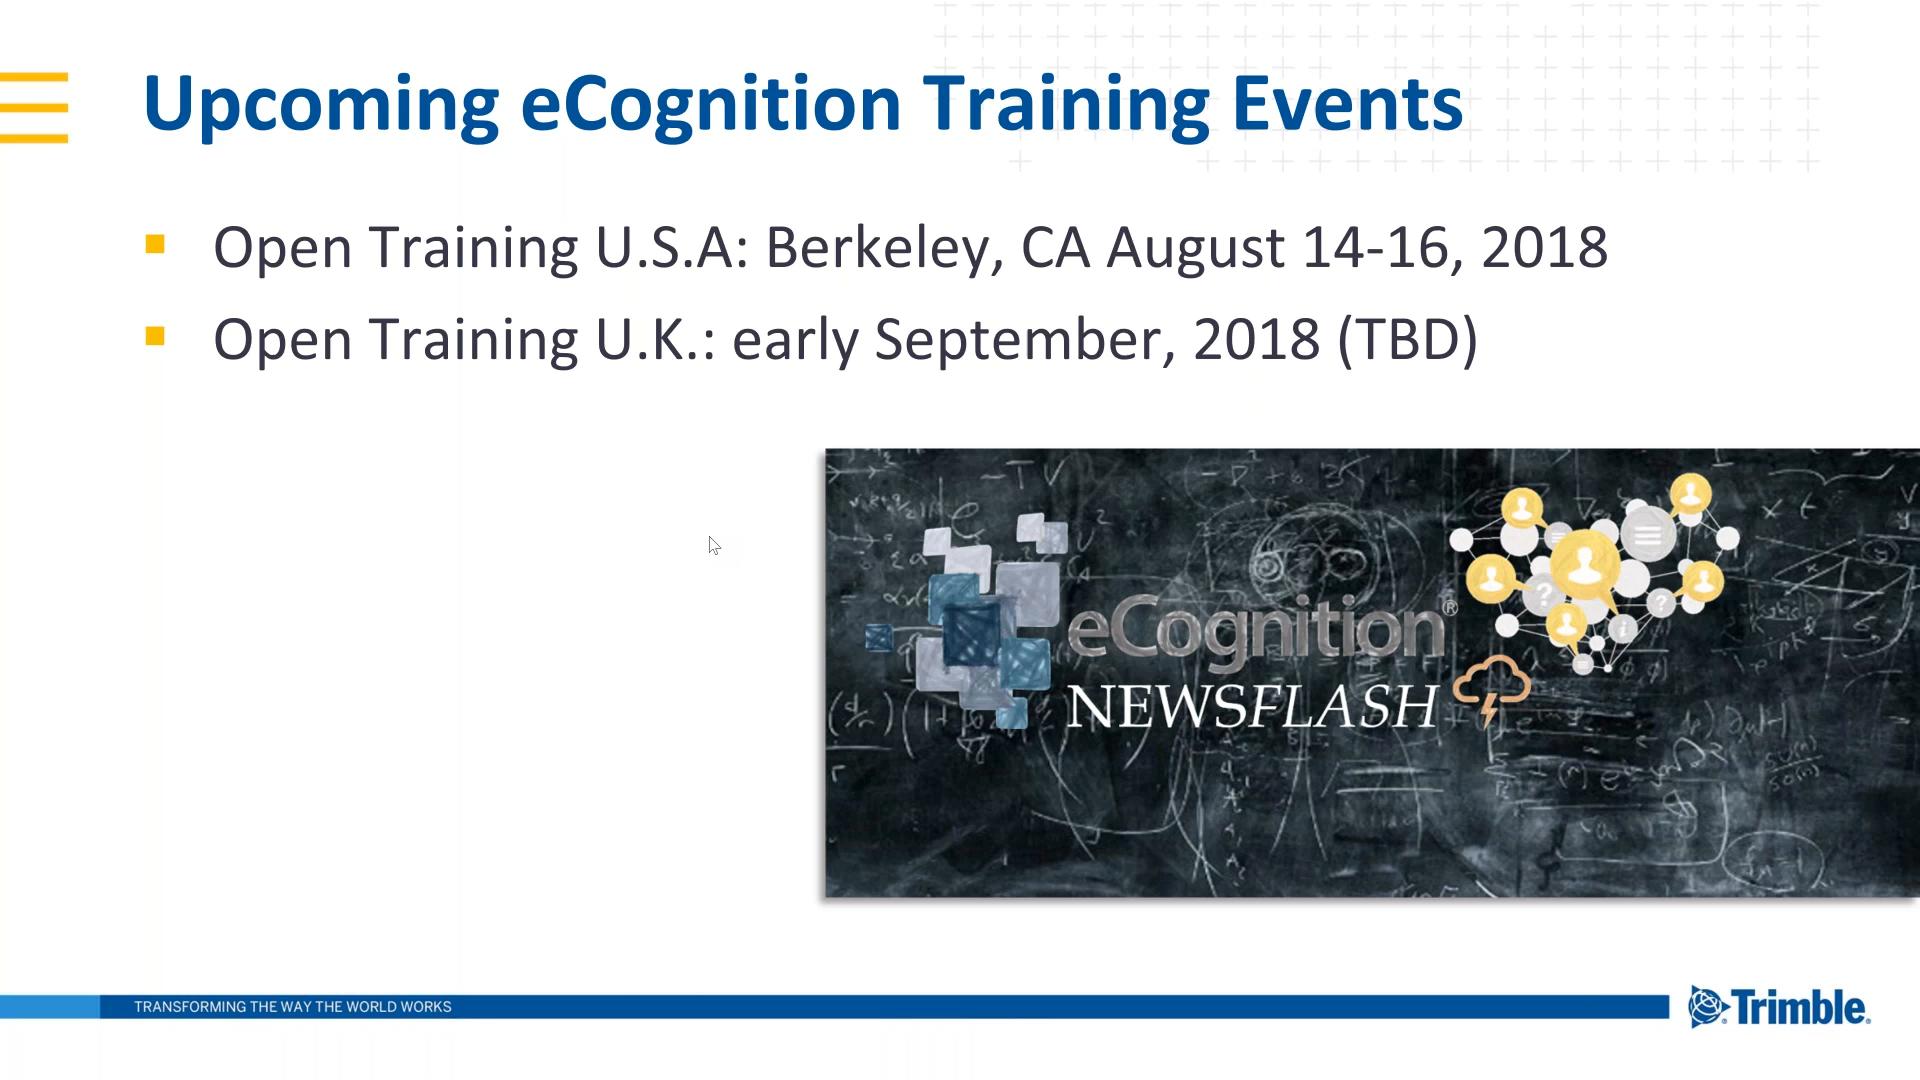 Upcoming eCognition Training Events
Open Training U.S.A: Berkeley, CA August 14-16, 2018
Open Training U.K.: early September, 2018 (TBD)
eCognition®
NEWSFLASH
TRANSFORMING THE WAY THE WORLD WORKS
Trimble